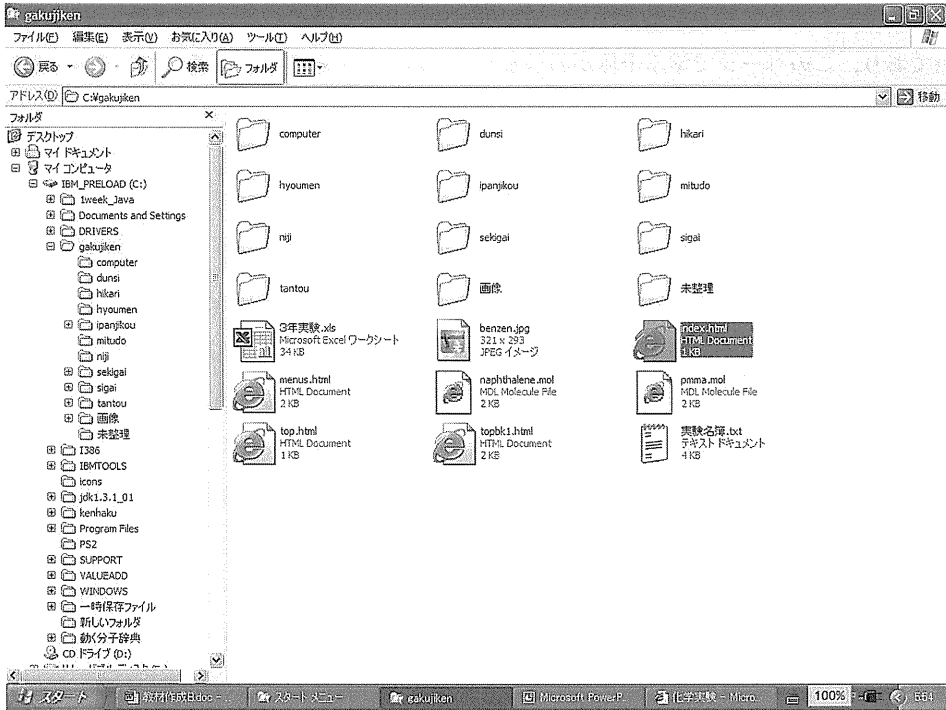 gakujiken
ファイル(F) 編集(E) 表示(V) お気に入り(A) ツール(T) ヘルプ(H)
戻る 検索 フォルダ
アドレス(D) C:¥gakujiken 移動
フォルダ ×
デスクトップ
マイ ドキュメント
マイ コンピュータ
IBM_PRELOAD (C:)
1week_Java
Documents and Settings
DRIVERS
gakujiken
computer
dunsi
hikari
hyoumen
ipanjikou
mitudo
niji
sekigai
sigai
tantou
画像
未整理
I386
IBMTOOLS
icons
jdk1.3.1_01
kenhaku
Program Files
PS2
SUPPORT
VALUEADD
WINDOWS
一時保存ファイル
新しいフォルダ
動く分子辞典
CD ドライブ (D:)
computer dunsi hikari
hyoumen ipanjikou mitudo
niji sekigai sigai
tantou 画像 未整理
3年実験.xls
Microsoft Excel ワークシート
34 KB
benzen.jpg
321 x 293
JPEG イメージ
index.html
HTML Document
1 KB
menus.html
HTML Document
2 KB
naphthalene.mol
MDL Molecule File
2 KB
pmma.mol
MDL Molecule File
2 KB
top.html
HTML Document
1 KB
topbk1.html
HTML Document
2 KB
実験名簿.txt
テキスト ドキュメント
4 KB
スタート 教材作成B.doc - ... スタート メニュー gakujiken Microsoft PowerP... 化学実験 - Micro... 100% 6:54